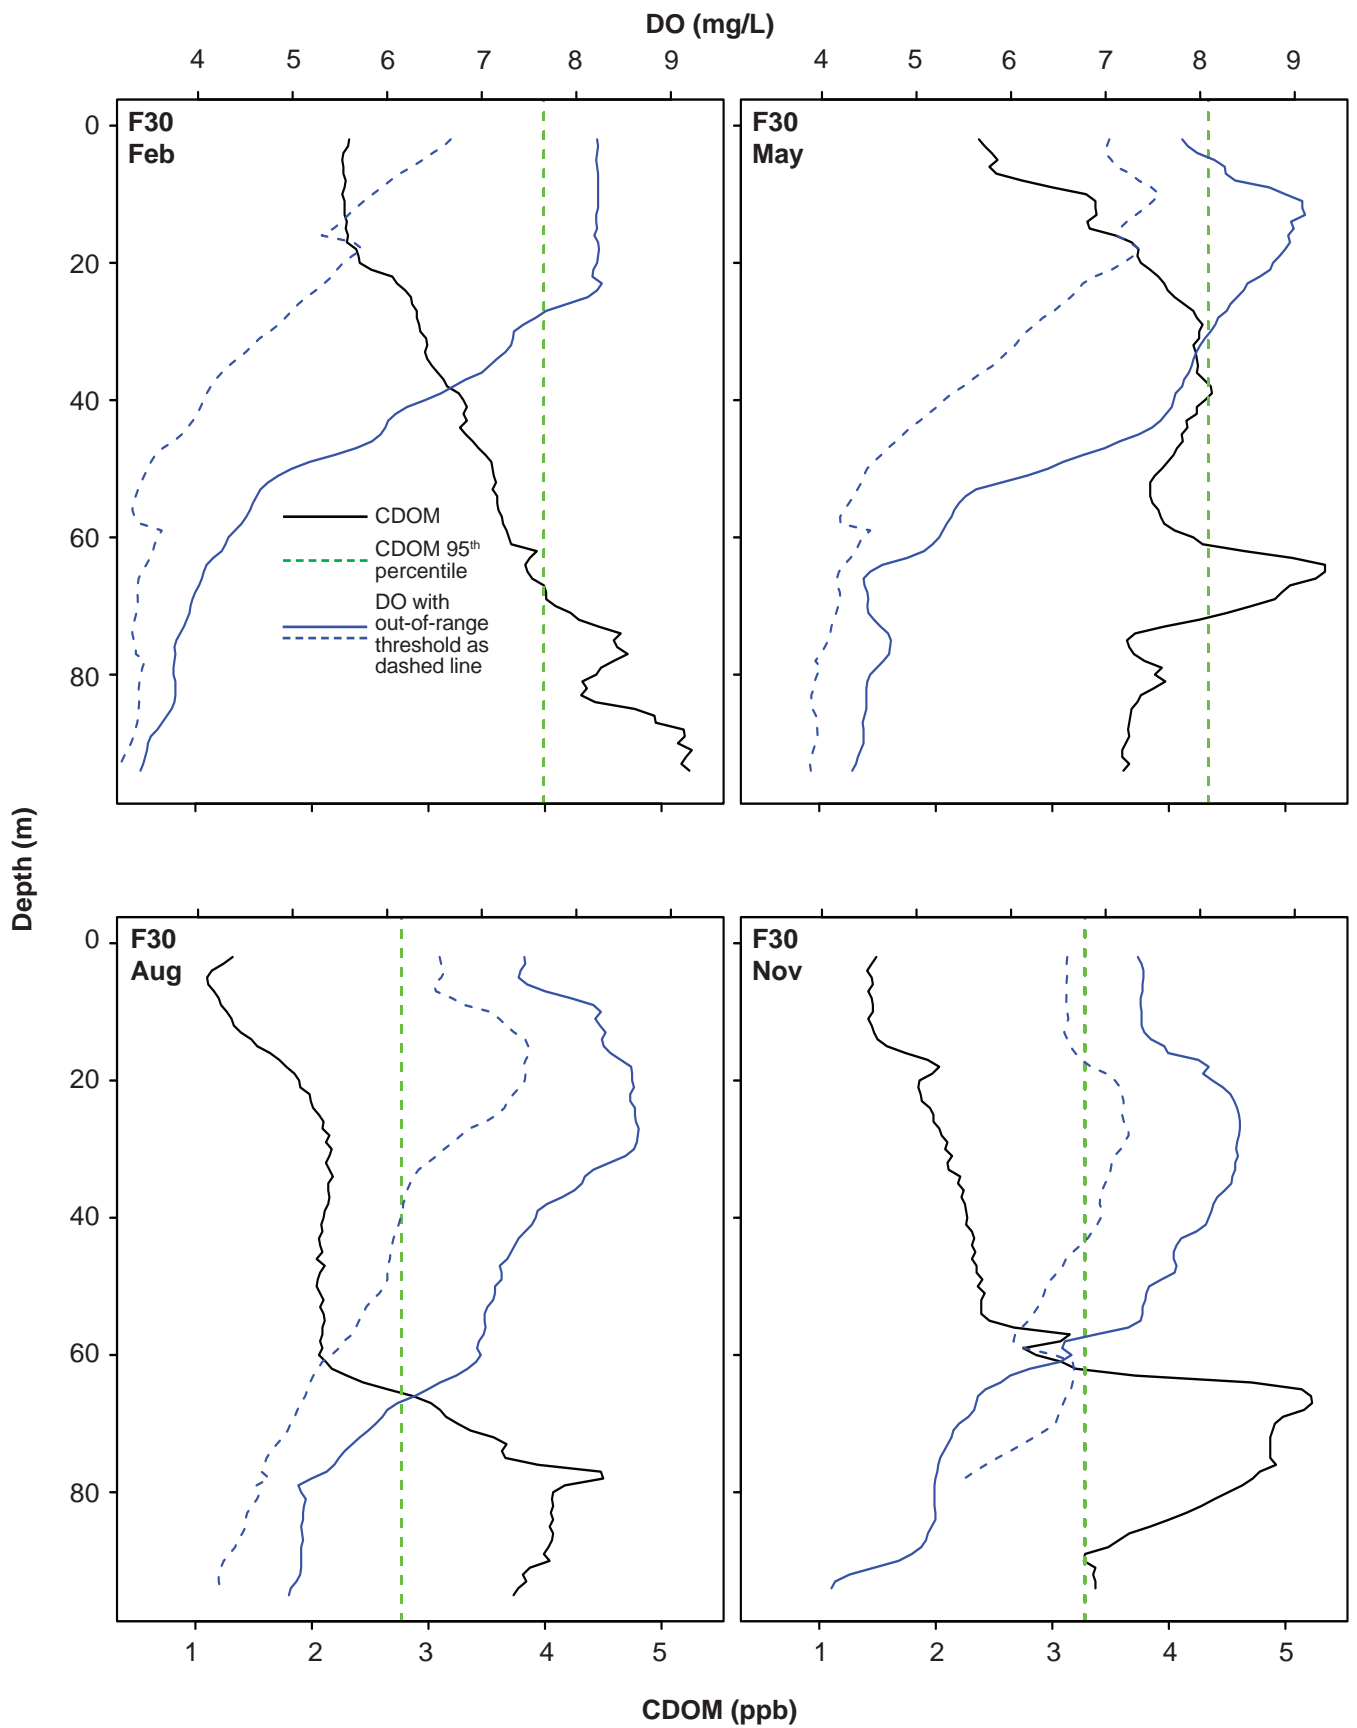 DO (mg/L)
4 5 6 7 8 9
4 5 6 7 8 9
F30
Feb
F30
May
0
20
40
60
80
CDOM
CDOM 95th
percentile
DO with
out-of-range
threshold as
dashed line
Depth (m)
F30
Aug
F30
Nov
0
20
40
60
80
1 2 3 4 5
1 2 3 4 5
CDOM (ppb)